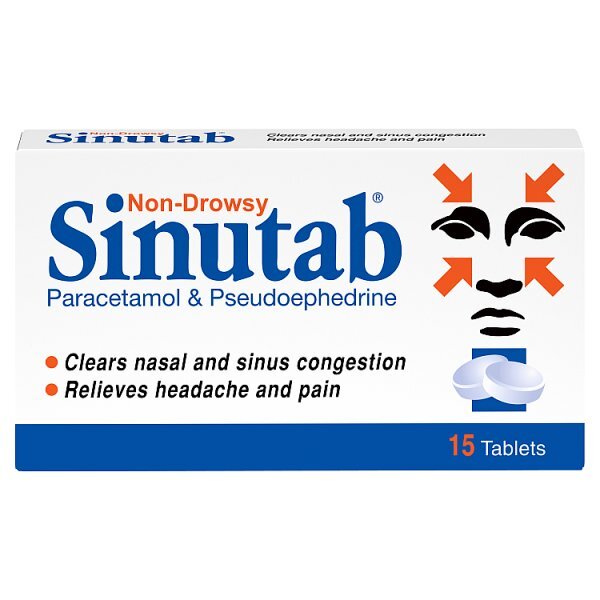 Non-Drowsy
Sinutab®
Clears nasal and sinus congestion
Relieves headache and pain
Non-Drowsy
Sinutab®
Paracetamol & Pseudoephedrine
• Clears nasal and sinus congestion
• Relieves headache and pain
15 Tablets